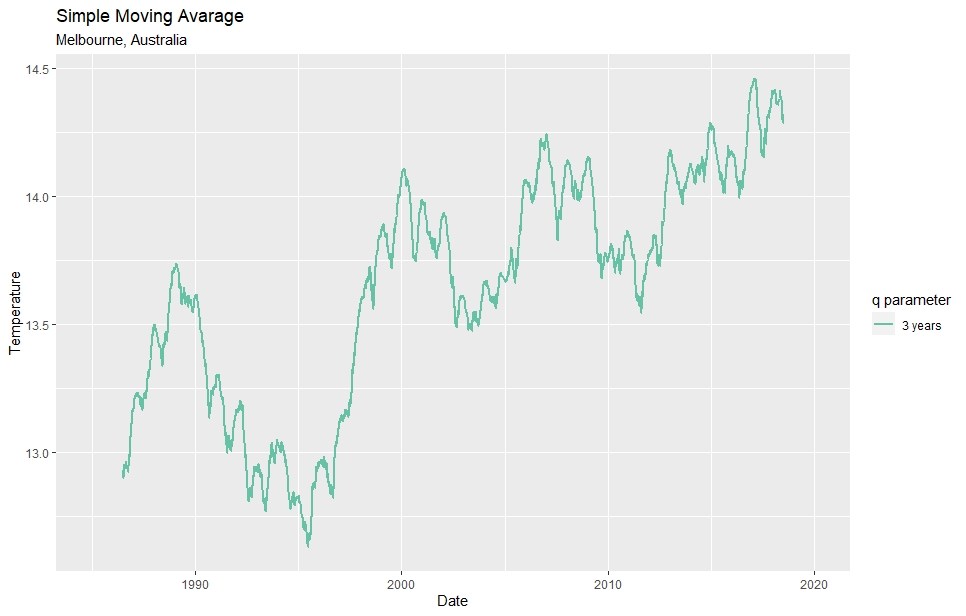 Simple Moving Avarage
Melbourne, Australia
14.5
14.0
13.5
13.0
Termperature
1990
2000
2010
2020
Date
q parameter
3 years